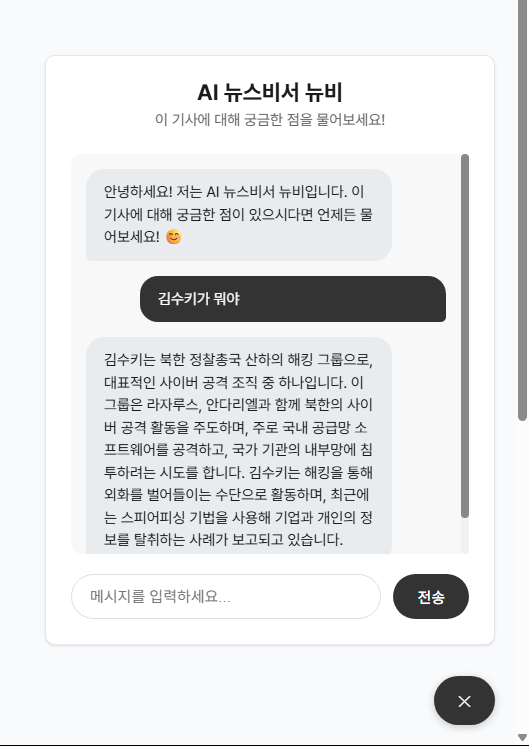 AI 뉴스비서 뉴비
이 기사에 대해 궁금한 점을 물어보세요!
안녕하세요! 저는 AI 뉴스비서 뉴비입니다. 이
기사에 대해 궁금한 점이 있으시다면 언제든 물
어보세요! 😊
김수키가 뭐야
김수키는 북한 정찰총국 산하의 해킹 그룹으로,
대표적인 사이버 공격 조직 중 하나입니다. 이
그룹은 라자루스, 안다리엘과 함께 북한의 사이
버 공격 활동을 주도하며, 주로 국내 공급망 소
프트웨어를 공격하고, 국가 기관의 내부망에 침
투하려는 시도를 합니다. 김수키는 해킹을 통해
외화를 벌어들이는 수단으로 활동하며, 최근에
는 스피어피싱 기법을 사용해 기업과 개인의 정
보를 탈취하는 사례가 보고되고 있습니다.
메시지를 입력하세요...
전송